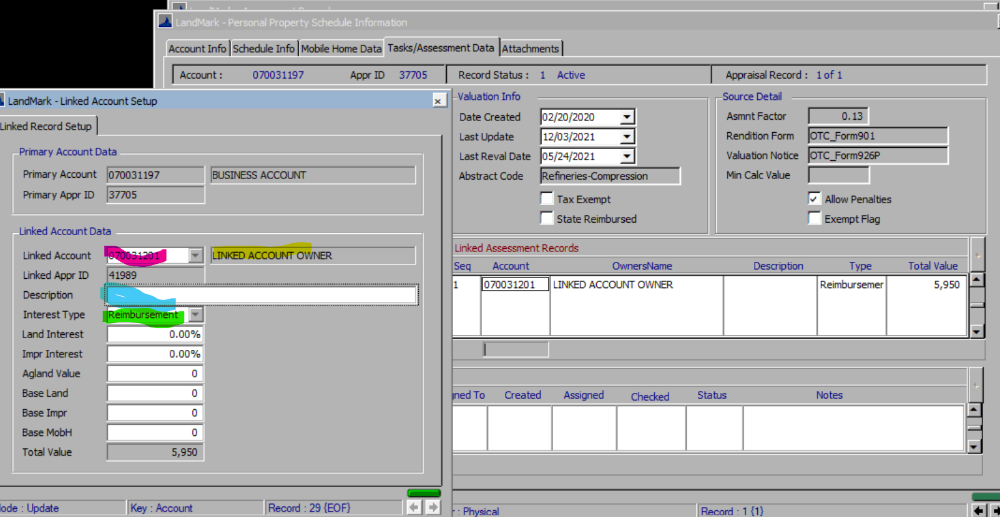 LandMark - Personal Property Schedule Information
Account Info Schedule Info Mobile Home Data Tasks/Assessment Data Attachments
Account : 070031197 Appr ID 37705 Record Status : 1 Active Appraisal Record : 1 of 1
LandMark - Linked Account Setup
Linked Record Setup
Primary Account Data
Primary Account 070031197 BUSINESS ACCOUNT
Primary Appr ID 37705
Linked Account Data
Linked Account 070031201 LINKED ACCOUNT OWNER
Linked Appr ID 41989
Description
Interest Type Reimbursement
Land Interest 0.00%
Impr Interest 0.00%
Agland Value 0
Base Land 0
Base Impr 0
Base MobH 0
Total Value 5,950
ode : Update Key : Account Record : 29 {EOF}
Valuation Info
Date Created 02/20/2020
Last Update 12/03/2021
Last Reval Date 05/24/2021
Abstract Code Refineries-Compression
Tax Exempt
State Reimbursed
Source Detail
Asmnt Factor 0.13
Rendition Form OTC_Form901
Valuation Notice OTC_Form926P
Min Calc Value
Allow Penalties
Exempt Flag
Linked Assessment Records
Seq Account OwnersName Description Type Total Value
1 070031201 LINKED ACCOUNT OWNER Reimbursemer 5,950
ned To Created Assigned Checked Status Notes
r : Physical Record : 1 {1}